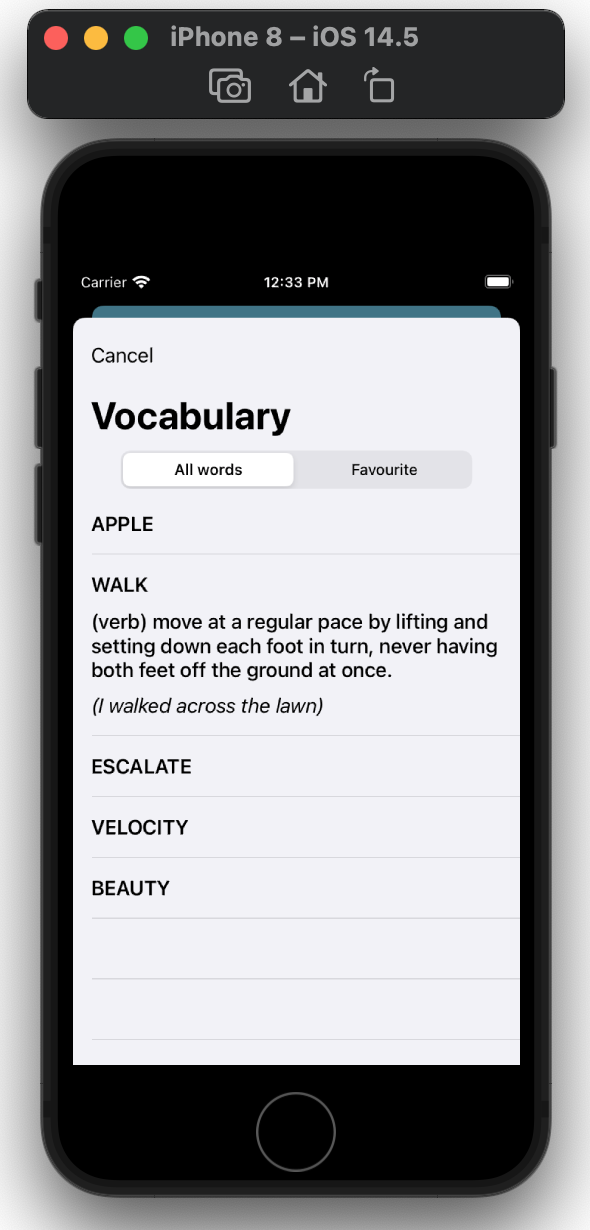 iPhone 8 – iOS 14.5
Carrier 12:33 PM
Cancel
Vocabulary
All words Favourite
APPLE
WALK
(verb) move at a regular pace by lifting and
setting down each foot in turn, never having
both feet off the ground at once.
(I walked across the lawn)
ESCALATE
VELOCITY
BEAUTY